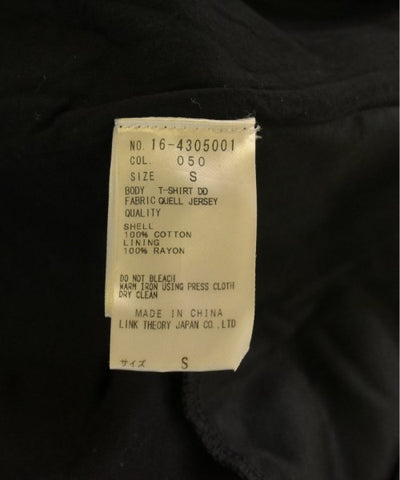 NO. 16-4305001
COL. 050
SIZE S
BODY T-SHIRT DD
FABRIC QUELL JERSEY
QUALITY
SHELL
100% COTTON
LINING
100% RAYON
DO NOT BLEACH
WARM IRON USING PRESS CLOTH
DRY CLEAN
MADE IN CHINA
LINK THEORY JAPAN CO.,LTD
サイズ S